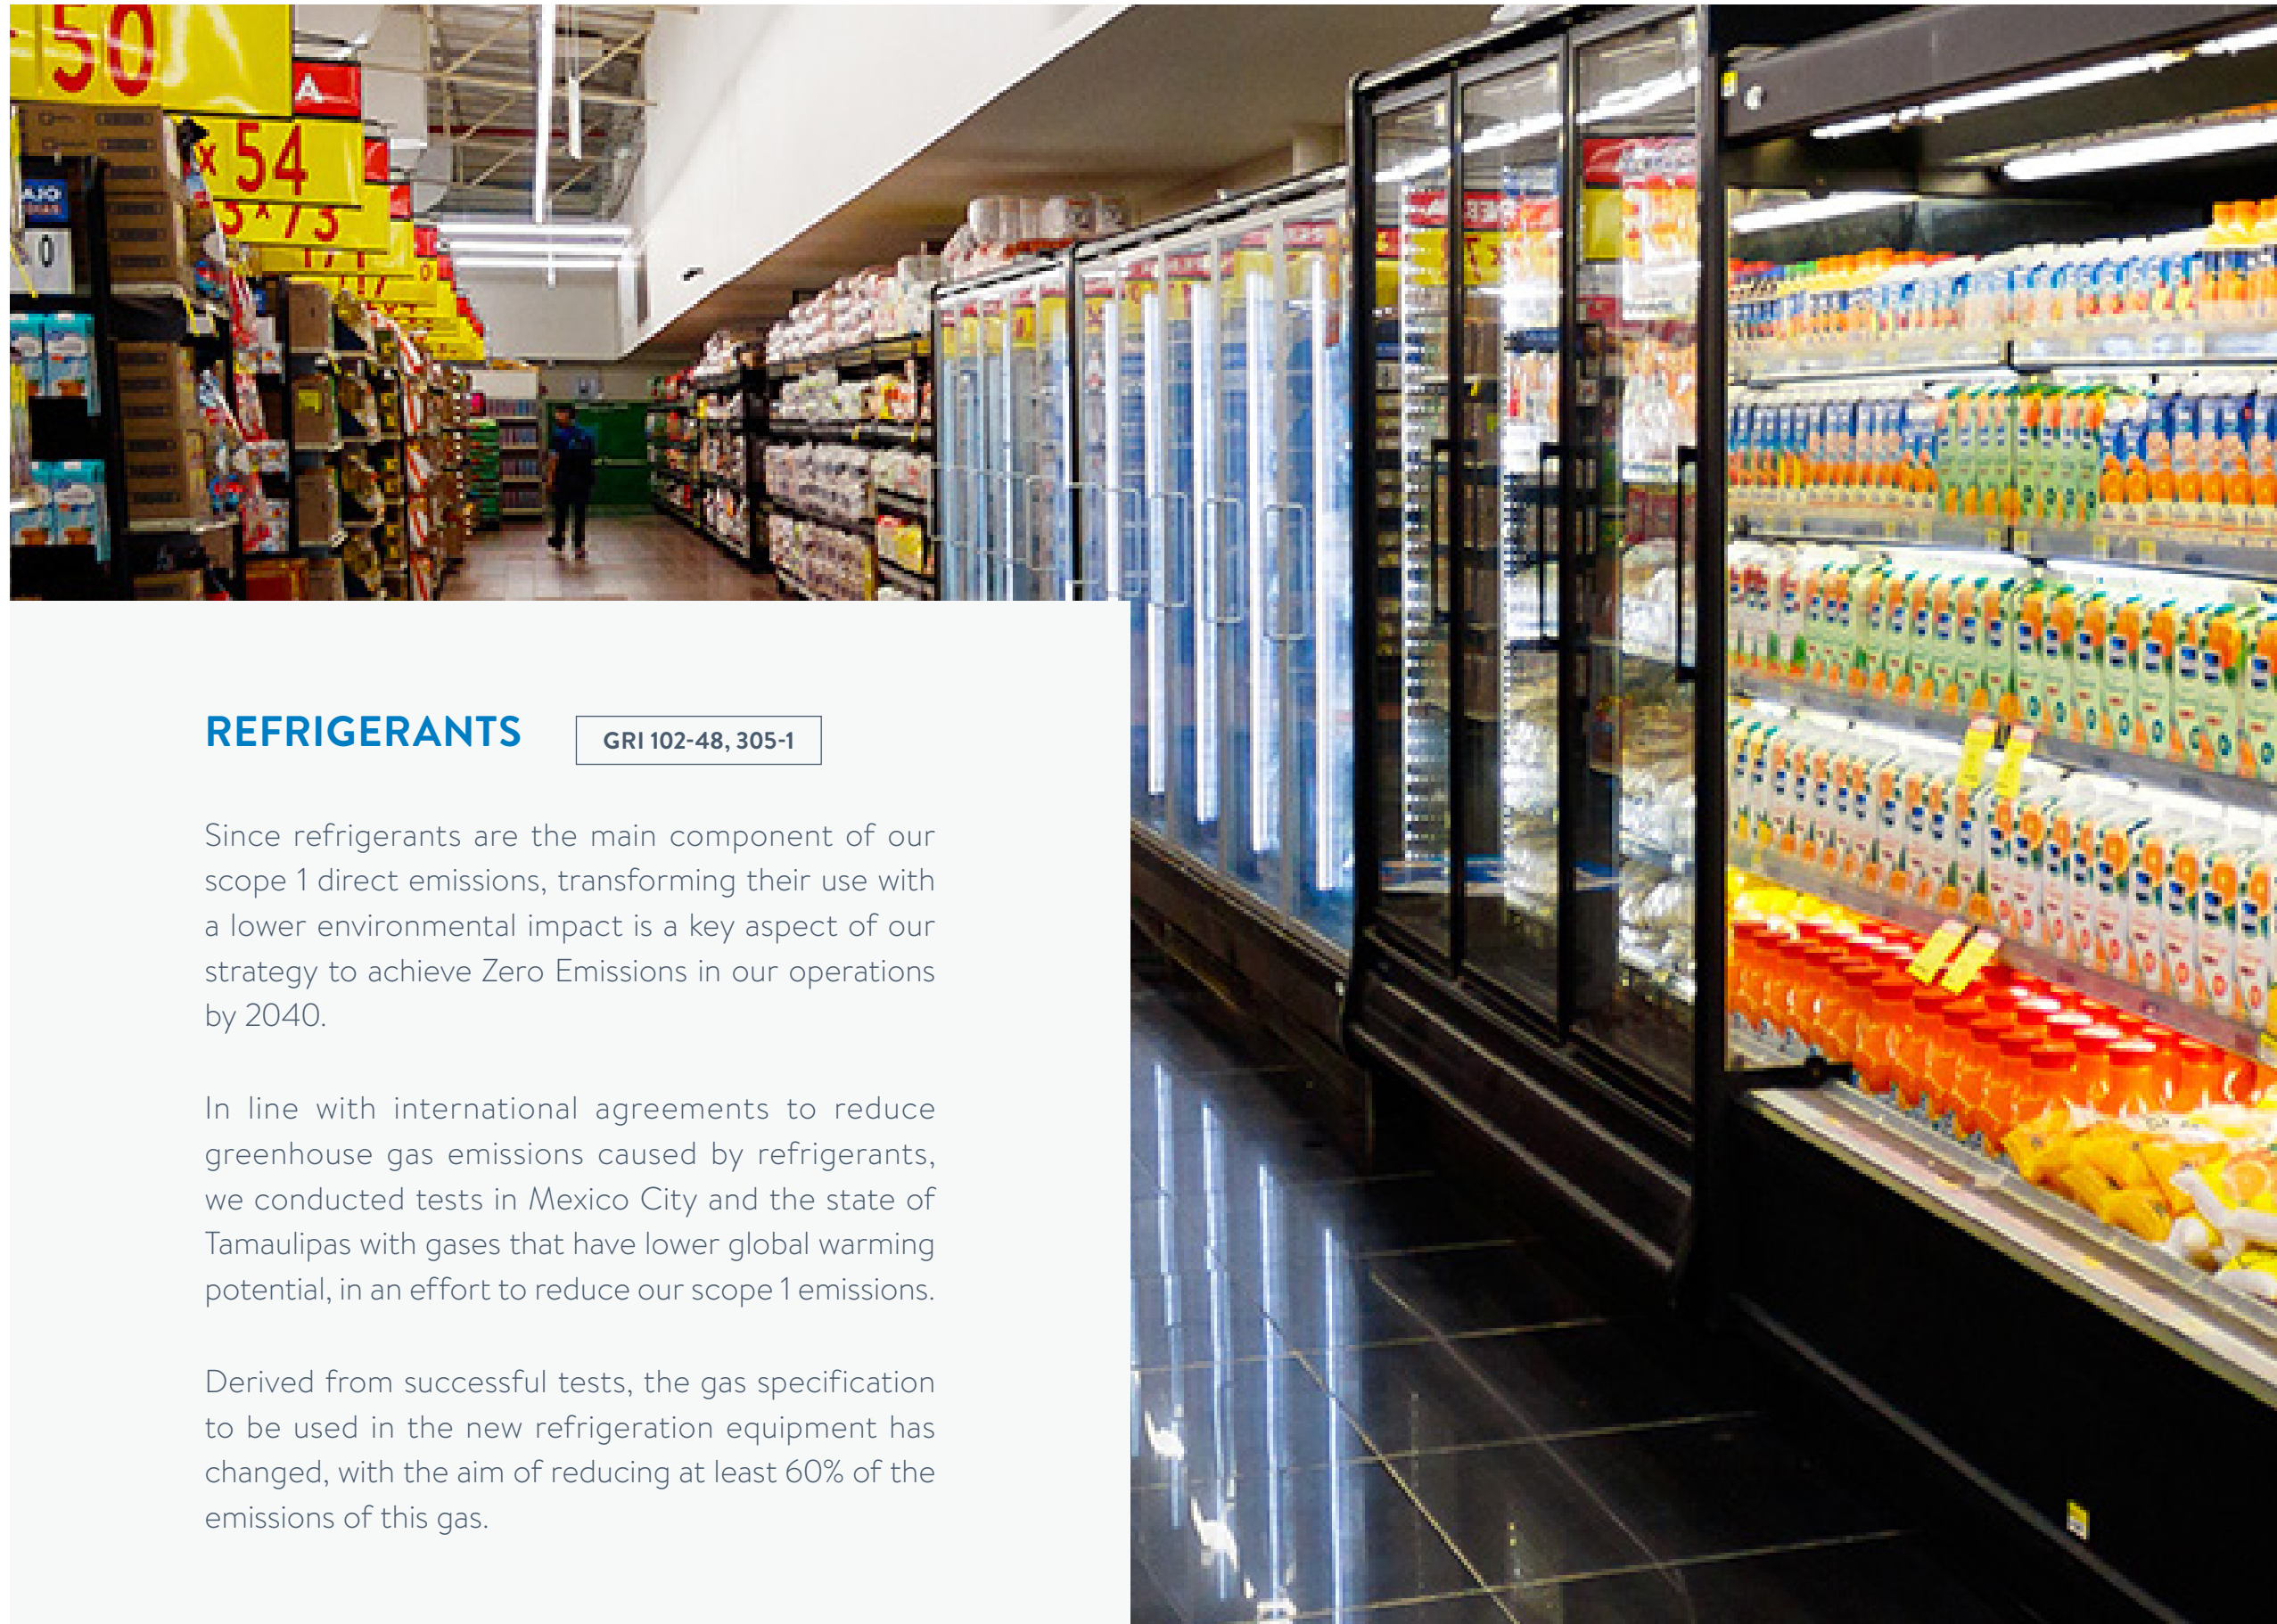 50
A
x 54
3 x 73
0
REFRIGERANTS
GRI 102-48, 305-1
Since refrigerants are the main component of our
scope 1 direct emissions, transforming their use with
a lower environmental impact is a key aspect of our
strategy to achieve Zero Emissions in our operations
by 2040.
In line with international agreements to reduce
greenhouse gas emissions caused by refrigerants,
we conducted tests in Mexico City and the state of
Tamaulipas with gases that have lower global warming
potential, in an effort to reduce our scope 1 emissions.
Derived from successful tests, the gas specification
to be used in the new refrigeration equipment has
changed, with the aim of reducing at least 60% of the
emissions of this gas.